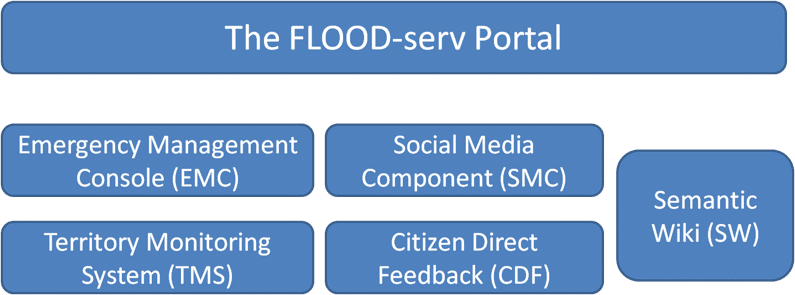 The FLOOD-serv Portal
Emergency Management
Console (EMC)
Social Media
Component (SMC)
Semantic
Wiki (SW)
Territory Monitoring
System (TMS)
Citizen Direct
Feedback (CDF)